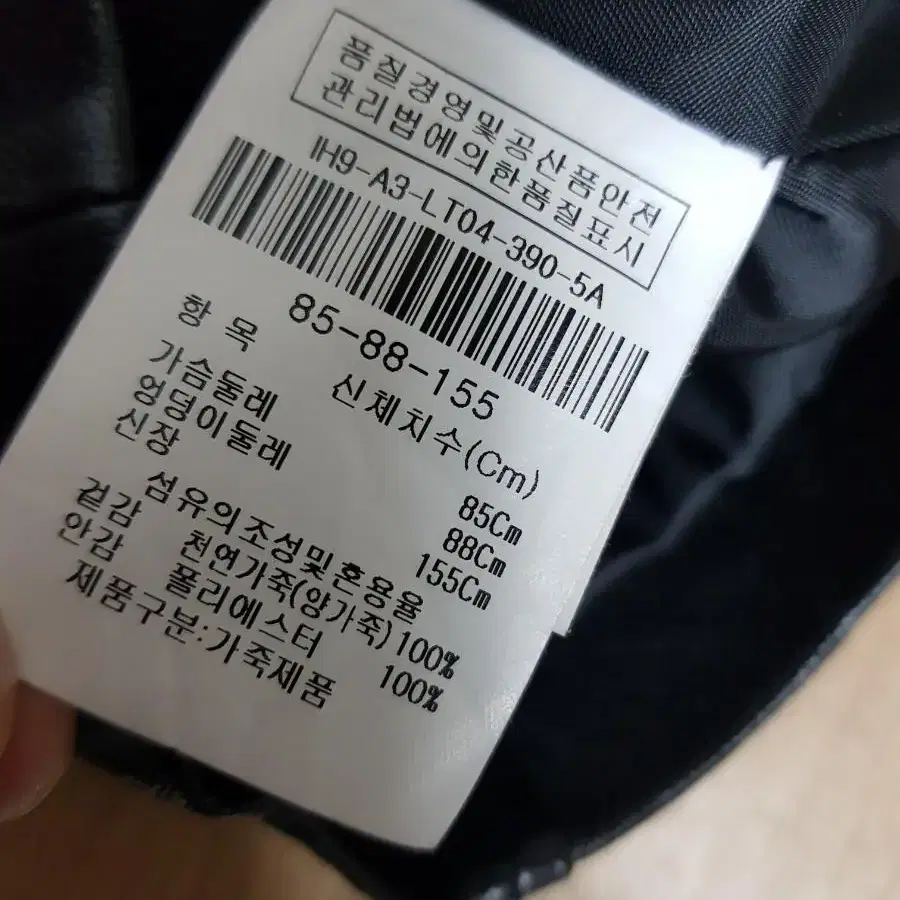 품질경영및공산품안전
관리법에의한품질표시
IH9-A3-LT04-390-5A
85-88-155
항 목 신체치수(Cm)
가슴둘레 85Cm
엉덩이둘레 88Cm
신장 155Cm
섬유의조성및혼용율
겉감 천연가죽(양가죽) 100%
안감 폴리에스터 100%
제품구분:가죽제품